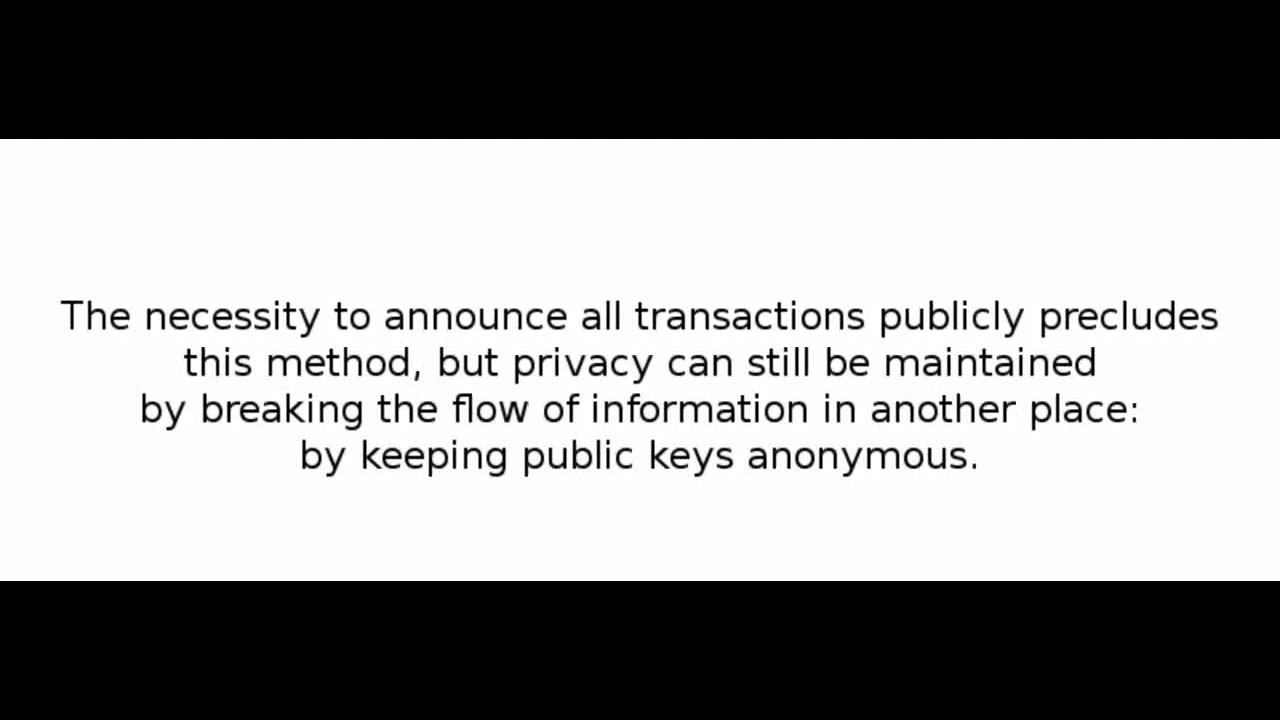 The necessity to announce all transactions publicly precludes
this method, but privacy can still be maintained
by breaking the flow of information in another place:
by keeping public keys anonymous.